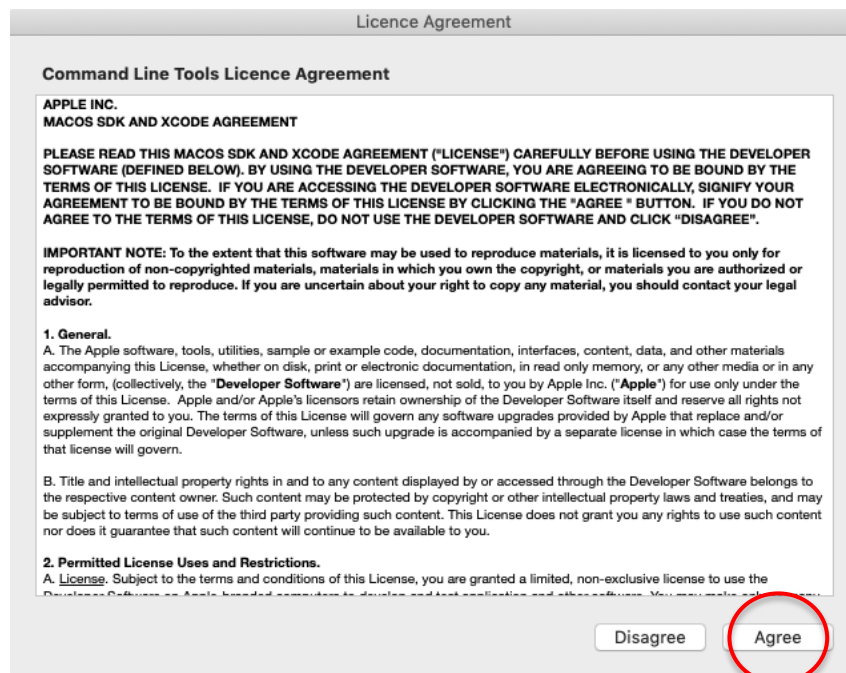 Licence Agreement
Command Line Tools Licence Agreement
APPLE INC.
MACOS SDK AND XCODE AGREEMENT
PLEASE READ THIS MACOS SDK AND XCODE AGREEMENT ("LICENSE") CAREFULLY BEFORE USING THE DEVELOPER
SOFTWARE (DEFINED BELOW). BY USING THE DEVELOPER SOFTWARE, YOU ARE AGREEING TO BE BOUND BY THE
TERMS OF THIS LICENSE.  IF YOU ARE ACCESSING THE DEVELOPER SOFTWARE ELECTRONICALLY, SIGNIFY YOUR
AGREEMENT TO BE BOUND BY THE TERMS OF THIS LICENSE BY CLICKING THE "AGREE " BUTTON.  IF YOU DO NOT
AGREE TO THE TERMS OF THIS LICENSE, DO NOT USE THE DEVELOPER SOFTWARE AND CLICK “DISAGREE”.
IMPORTANT NOTE: To the extent that this software may be used to reproduce materials, it is licensed to you only for
reproduction of non-copyrighted materials, materials in which you own the copyright, or materials you are authorized or
legally permitted to reproduce. If you are uncertain about your right to copy any material, you should contact your legal
advisor.
1. General.
A. The Apple software, tools, utilities, sample or example code, documentation, interfaces, content, data, and other materials
accompanying this License, whether on disk, print or electronic documentation, in read only memory, or any other media or in any
other form, (collectively, the "Developer Software") are licensed, not sold, to you by Apple Inc. ("Apple") for use only under the
terms of this License.  Apple and/or Apple’s licensors retain ownership of the Developer Software itself and reserve all rights not
expressly granted to you. The terms of this License will govern any software upgrades provided by Apple that replace and/or
supplement the original Developer Software, unless such upgrade is accompanied by a separate license in which case the terms of
that license will govern.
B. Title and intellectual property rights in and to any content displayed by or accessed through the Developer Software belongs to
the respective content owner. Such content may be protected by copyright or other intellectual property laws and treaties, and may
be subject to terms of use of the third party providing such content. This License does not grant you any rights to use such content
nor does it guarantee that such content will continue to be available to you.
2. Permitted License Uses and Restrictions.
A. License. Subject to the terms and conditions of this License, you are granted a limited, non-exclusive license to use the
Disagree
Agree